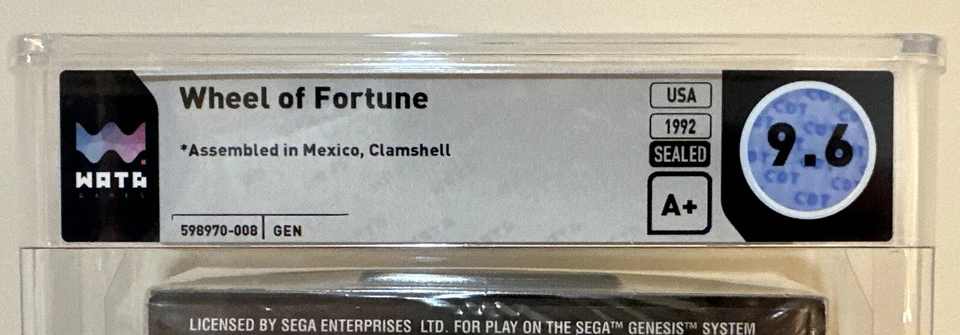 Wheel of Fortune
*Assembled in Mexico, Clamshell
598970-008 GEN
WATA
GAMES
USA
1992
SEALED
A+
9.6
LICENSED BY SEGA ENTERPRISES LTD. FOR PLAY ON THE SEGA™ GENESIS™ SYSTEM